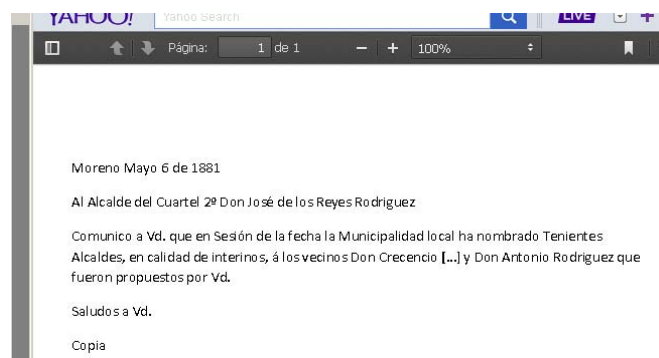 YAHOO! Yahoo Search LIVE
Página: 1 de 1 100%
Moreno Mayo 6 de 1881
Al Alcalde del Cuartel 2º Don José de los Reyes Rodriguez
Comunico a Vd. que en Sesión de la fecha la Municipalidad local ha nombrado Tenientes
Alcaldes, en calidad de interinos, á los vecinos Don Crecencio [...] y Don Antonio Rodriguez que
fueron propuestos por Vd.
Saludos a Vd.
Copia